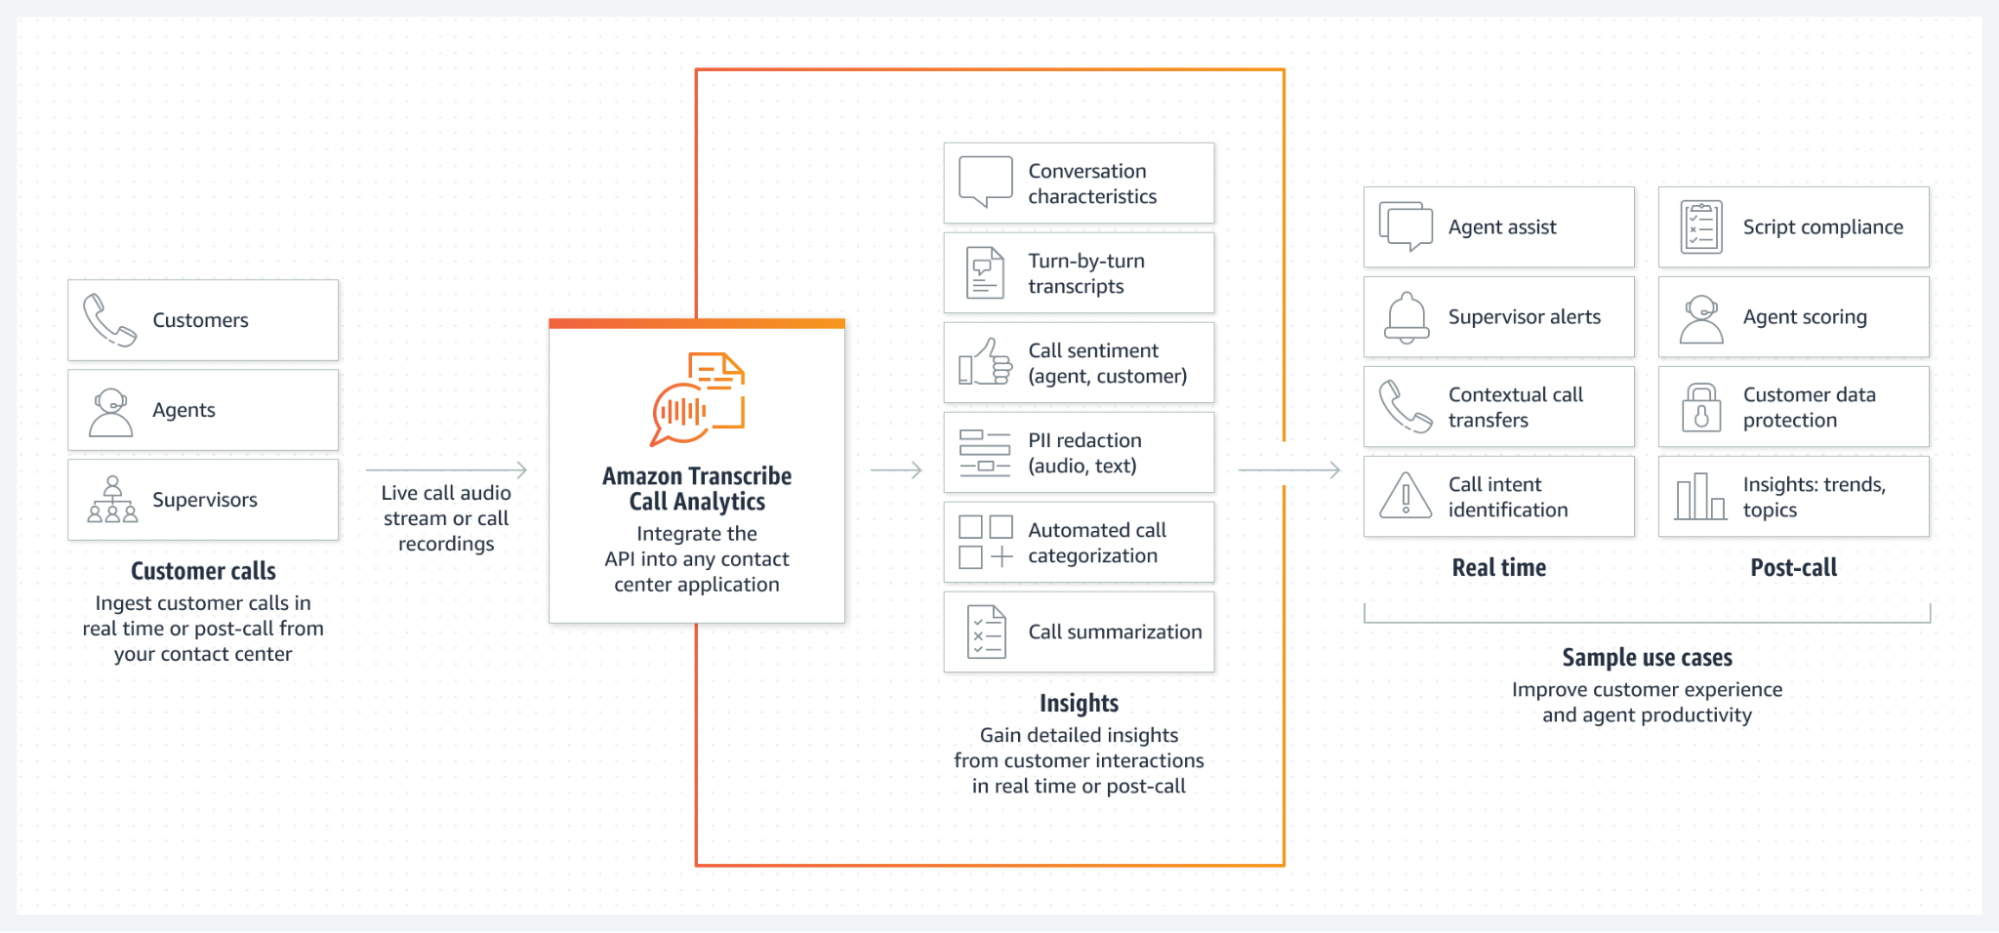 Customers
Agents
Supervisors
Customer calls
Ingest customer calls in
real time or post-call from
your contact center
Live call audio
stream or call
recordings
Amazon Transcribe
Call Analytics
Integrate the
API into any contact
center application
Conversation
characteristics
Turn-by-turn
transcripts
Call sentiment
(agent, customer)
PII redaction
(audio, text)
Automated call
categorization
Call summarization
Insights
Gain detailed insights
from customer interactions
in real time or post-call
Agent assist
Supervisor alerts
Contextual call
transfers
Call intent
identification
Real time
Script compliance
Agent scoring
Customer data
protection
Insights: trends,
topics
Post-call
Sample use cases
Improve customer experience
and agent productivity